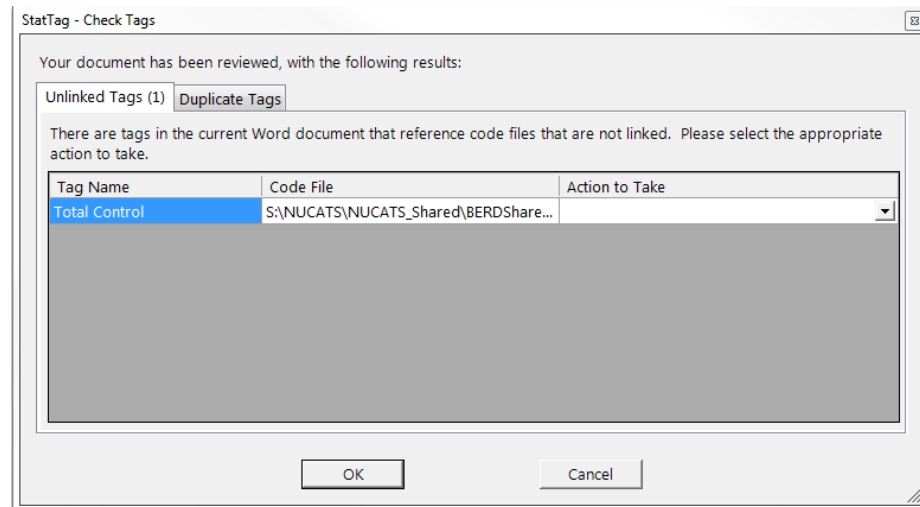 StatTag - Check Tags
Your document has been reviewed, with the following results:
Unlinked Tags (1) Duplicate Tags
There are tags in the current Word document that reference code files that are not linked. Please select the appropriate
action to take.
Tag Name Code File Action to Take
Total Control S:\NUCATS\NUCATS_Shared\BERDShare...
OK Cancel